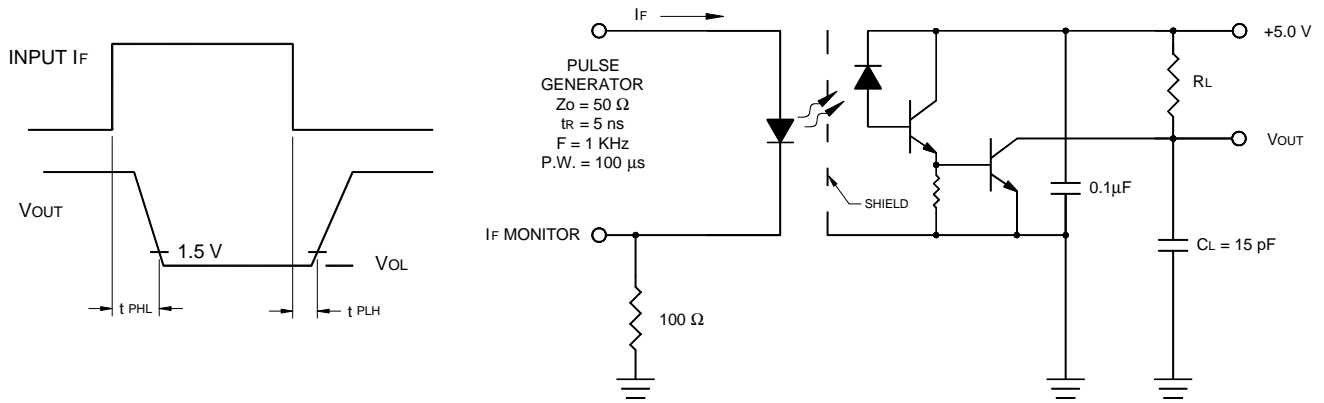 INPUT IF
VOUT
1.5 V
VOL
t PHL
t PLH
IF
PULSE
GENERATOR
Zo = 50 Ω
tR = 5 ns
F = 1 KHz
P.W. = 100 μs
IF MONITOR
100 Ω
SHIELD
+5.0 V
RL
VOUT
0.1μF
CL = 15 pF